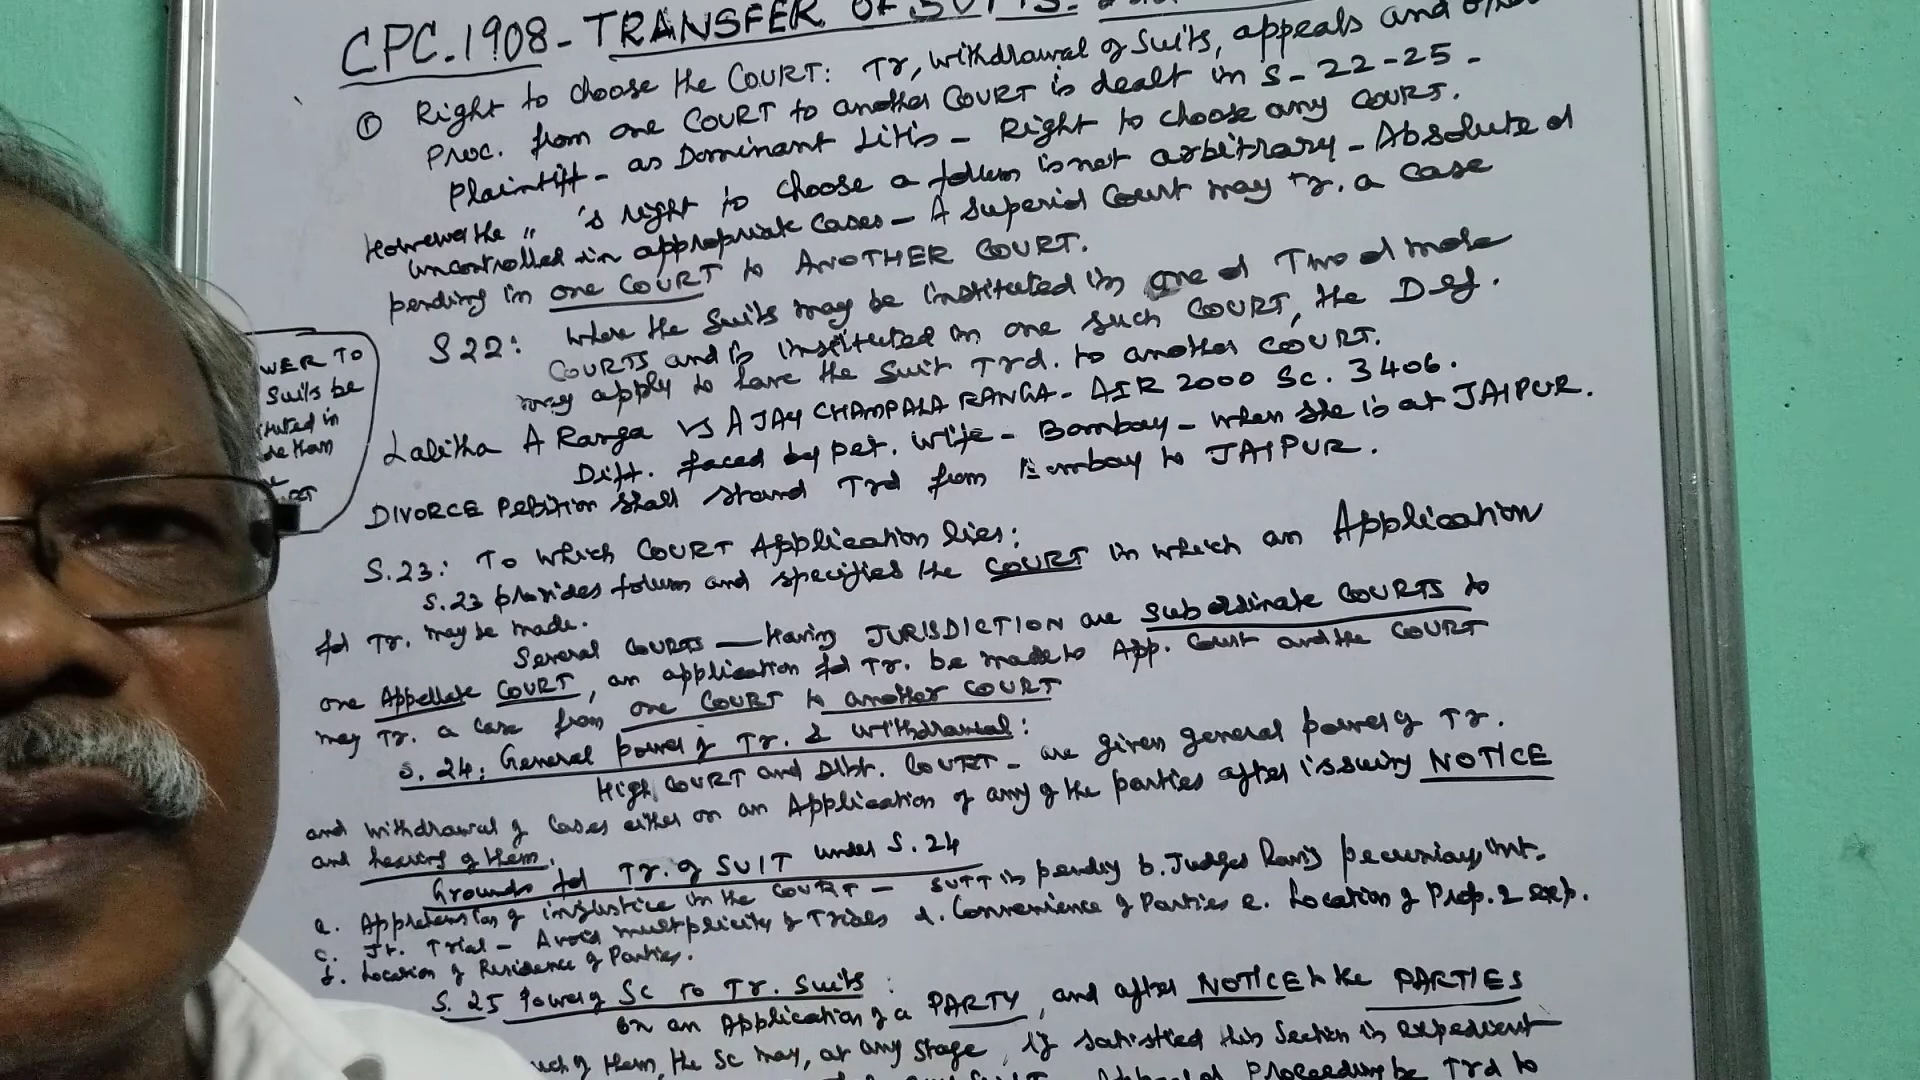 CPC.1908-TRANSFER OF SUITS.
① Right to choose the COURT: Tr, withdrawal of Suits, appeals and other
Proc. from one COURT to another COURT is dealt in S-22-25-
Plaintiff - as Dominant Litis - Right to choose any COURT.
However the " 's right to choose a forum is not arbitrary - Absolute or
uncontrolled in appropriate cases - A Superior Court may Tr. a case
pending in one COURT to ANOTHER COURT.
S22: Where the Suits may be instituted in one of Two or more
COURTS and is instituted in one such COURT, the Def.
may apply to have the Suit Trd. to another COURT.
Lalitha A Ranga VS AJAY CHAMPALA RANGA - AIR 2000 SC. 3406.
Diff. faced by pet. wife - Bombay - when she is at JAIPUR.
DIVORCE Petition shall stand Trd from Bombay to JAIPUR.
S.23: To which COURT Application lies:
S.23 provides forum and specifies the COURT in which an Application
for Tr. may be made.
Several COURTS — Having JURISDICTION are Subordinate COURTS to
one Appellate COURT, an application for Tr. be made to App. Court and the COURT
may Tr. a case from one COURT to another COURT
S. 24: General power of Tr. & withdrawal:
High COURT and Distr. COURT - are given general power of Tr.
and withdrawal of Cases either on an Application of any of the parties after issuing NOTICE
and hearing of them.
Grounds for Tr. of SUIT under S.24
a. Apprehension of injustice in the COURT - SUIT is pending b. Judges having pecuniary int.
c. Jt. Trial - Avoid multiplicity of Trials d. Convenience of Parties e. Location of Prop. & exp.
f. Location of Residence of Parties.
S. 25 Power of SC to Tr. Suits :
On an Application of a PARTY, and after NOTICE to the PARTIES
of them, the SC may, at any stage, if satisfied this Section is expedient
Proceeding be Trd to
WER TO
Suits be
ituted in